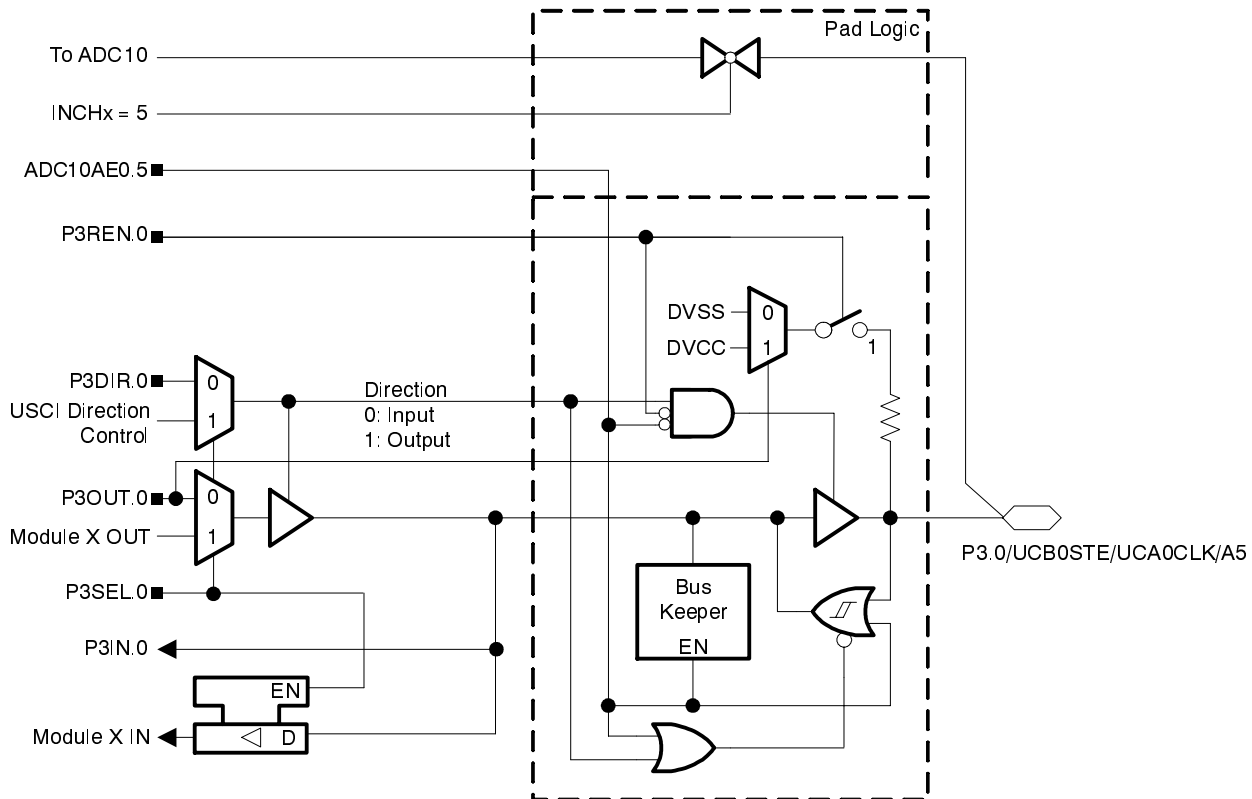 Pad Logic
To ADC10
INCHx = 5
ADC10AE0.5
P3REN.0
DVSS
0
DVCC
1
1
P3DIR.0
0
USCI Direction
Control
1
Direction
0: Input
1: Output
P3OUT.0
0
Module X OUT
1
P3.0/UCB0STE/UCA0CLK/A5
P3SEL.0
Bus
Keeper
EN
P3IN.0
EN
Module X IN
D